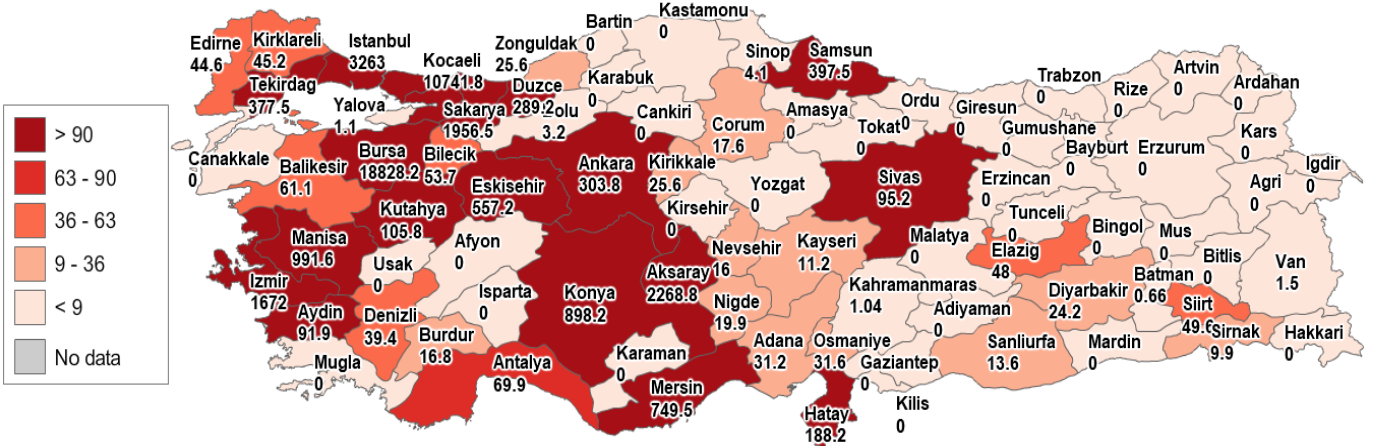 > 90
63 - 90
36 - 63
9 - 36
< 9
No data
Edirne
44.6
Kirklareli
45.2
Tekirdag
377.5
Istanbul
3263
Kocaeli
10741.8
Yalova
1.1
Sakarya
1956.5
Duzce
289.2
Zonguldak
25.6
Bartin
0
Kastamonu
0
Karabuk
0
olu
3.2
Cankiri
0
Sinop
4.1
Samsun
397.5
Corum
17.6
Amasya
0
Tokat
0
Ordu
0
Giresun
0
Trabzon
0
Gumushane
0
Bayburt
0
Rize
0
Artvin
0
Ardahan
0
Kars
0
Igdir
0
Agri
0
Erzurum
0
Erzincan
0
Canakkale
0
Balikesir
61.1
Bursa
18828.2
Bilecik
53.7
Eskisehir
557.2
Ankara
303.8
Kirikkale
25.6
Kirsehir
0
Yozgat
0
Sivas
95.2
Tunceli
0
Bingol
0
Mus
0
Bitlis
0
Van
1.5
Kutahya
105.8
Manisa
991.6
Izmir
1672
Usak
0
Afyon
0
Aydin
91.9
Denizli
39.4
Mugla
0
Burdur
16.8
Isparta
0
Antalya
69.9
Konya
898.2
Aksaray
2268.8
Nevsehir
16
Kayseri
11.2
Nigde
19.9
Karaman
0
Mersin
749.5
Adana
31.2
Osmaniye
31.6
Hatay
188.2
Kahramanmaras
1.04
Malatya
0
Elazig
48
Adiyaman
0
Gaziantep
0
Kilis
0
Sanliurfa
13.6
Diyarbakir
24.2
Mardin
0
Batman
0.66
Siirt
49.6
Sirnak
9.9
Hakkari
0